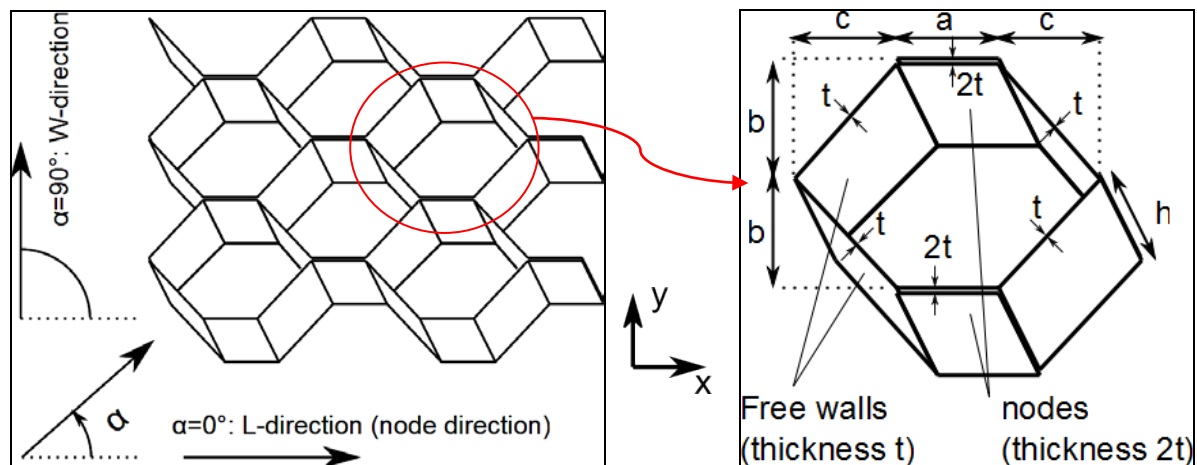 α=90°: W-direction
α
α=0°: L-direction (node direction)
y
x
c
a
c
b
b
t
2t
t
t
t
2t
h
Free walls
(thickness t)
nodes
(thickness 2t)